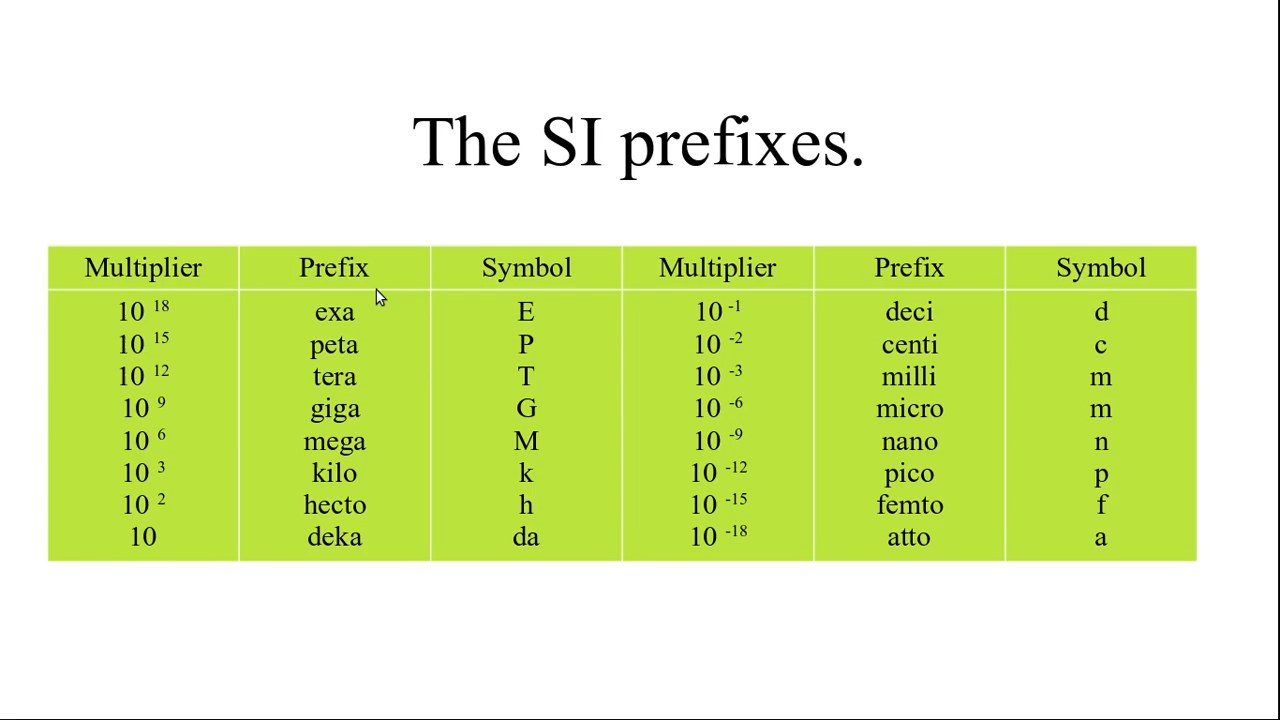 The SI prefixes.
Multiplier Prefix Symbol Multiplier Prefix Symbol
10 18 exa E 10 -1 deci d
10 15 peta P 10 -2 centi c
10 12 tera T 10 -3 milli m
10 9 giga G 10 -6 micro m
10 6 mega M 10 -9 nano n
10 3 kilo k 10 -12 pico p
10 2 hecto h 10 -15 femto f
10 deka da 10 -18 atto a